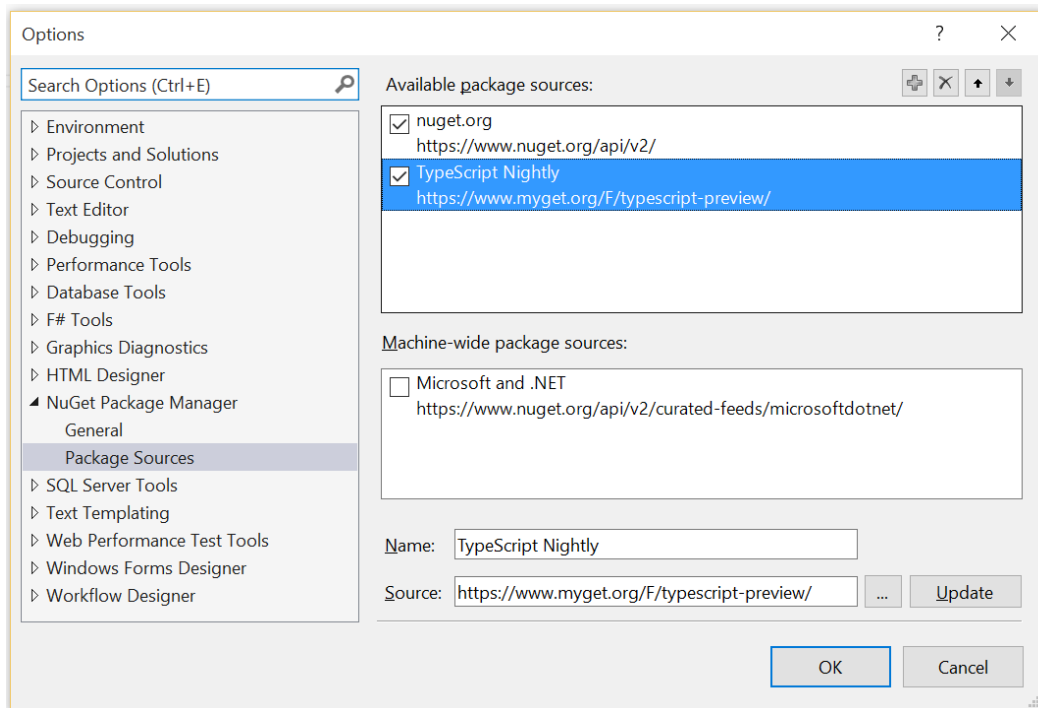 Options
?
Search Options (Ctrl+E)
Environment
Projects and Solutions
Source Control
Text Editor
Debugging
Performance Tools
Database Tools
F# Tools
Graphics Diagnostics
HTML Designer
NuGet Package Manager
General
Package Sources
SQL Server Tools
Text Templating
Web Performance Test Tools
Windows Forms Designer
Workflow Designer
Available package sources:
nuget.org
https://www.nuget.org/api/v2/
TypeScript Nightly
https://www.myget.org/F/typescript-preview/
Machine-wide package sources:
Microsoft and .NET
https://www.nuget.org/api/v2/curated-feeds/microsoftdotnet/
Name: TypeScript Nightly
Source: https://www.myget.org/F/typescript-preview/ ... Update
OK Cancel